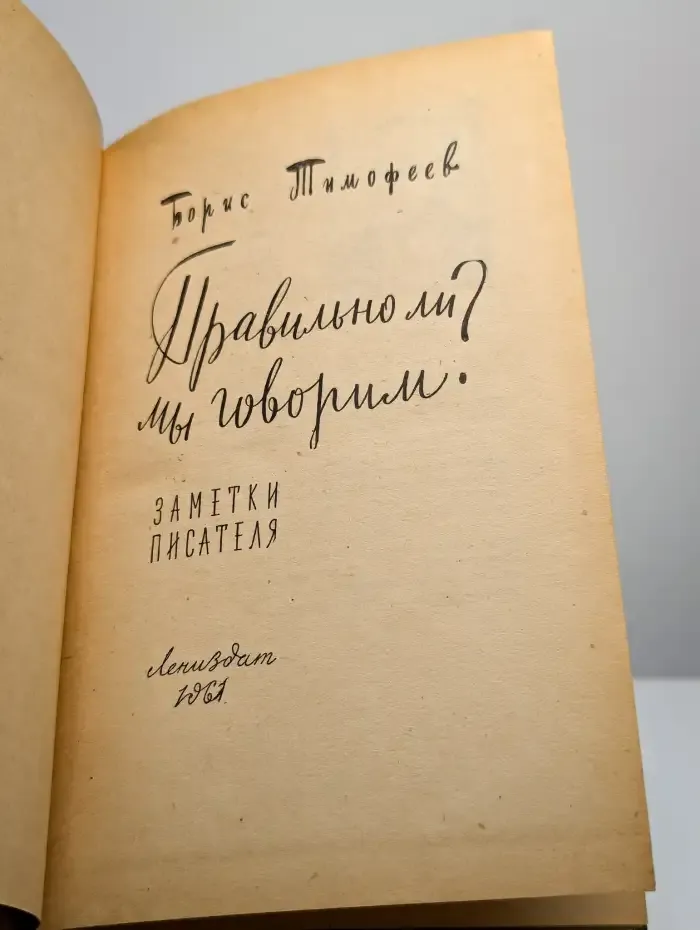 Борис Тимофеев
Правильно ли
мы говорим?
ЗАМЕТКИ
ПИСАТЕЛЯ
Лениздат
1961